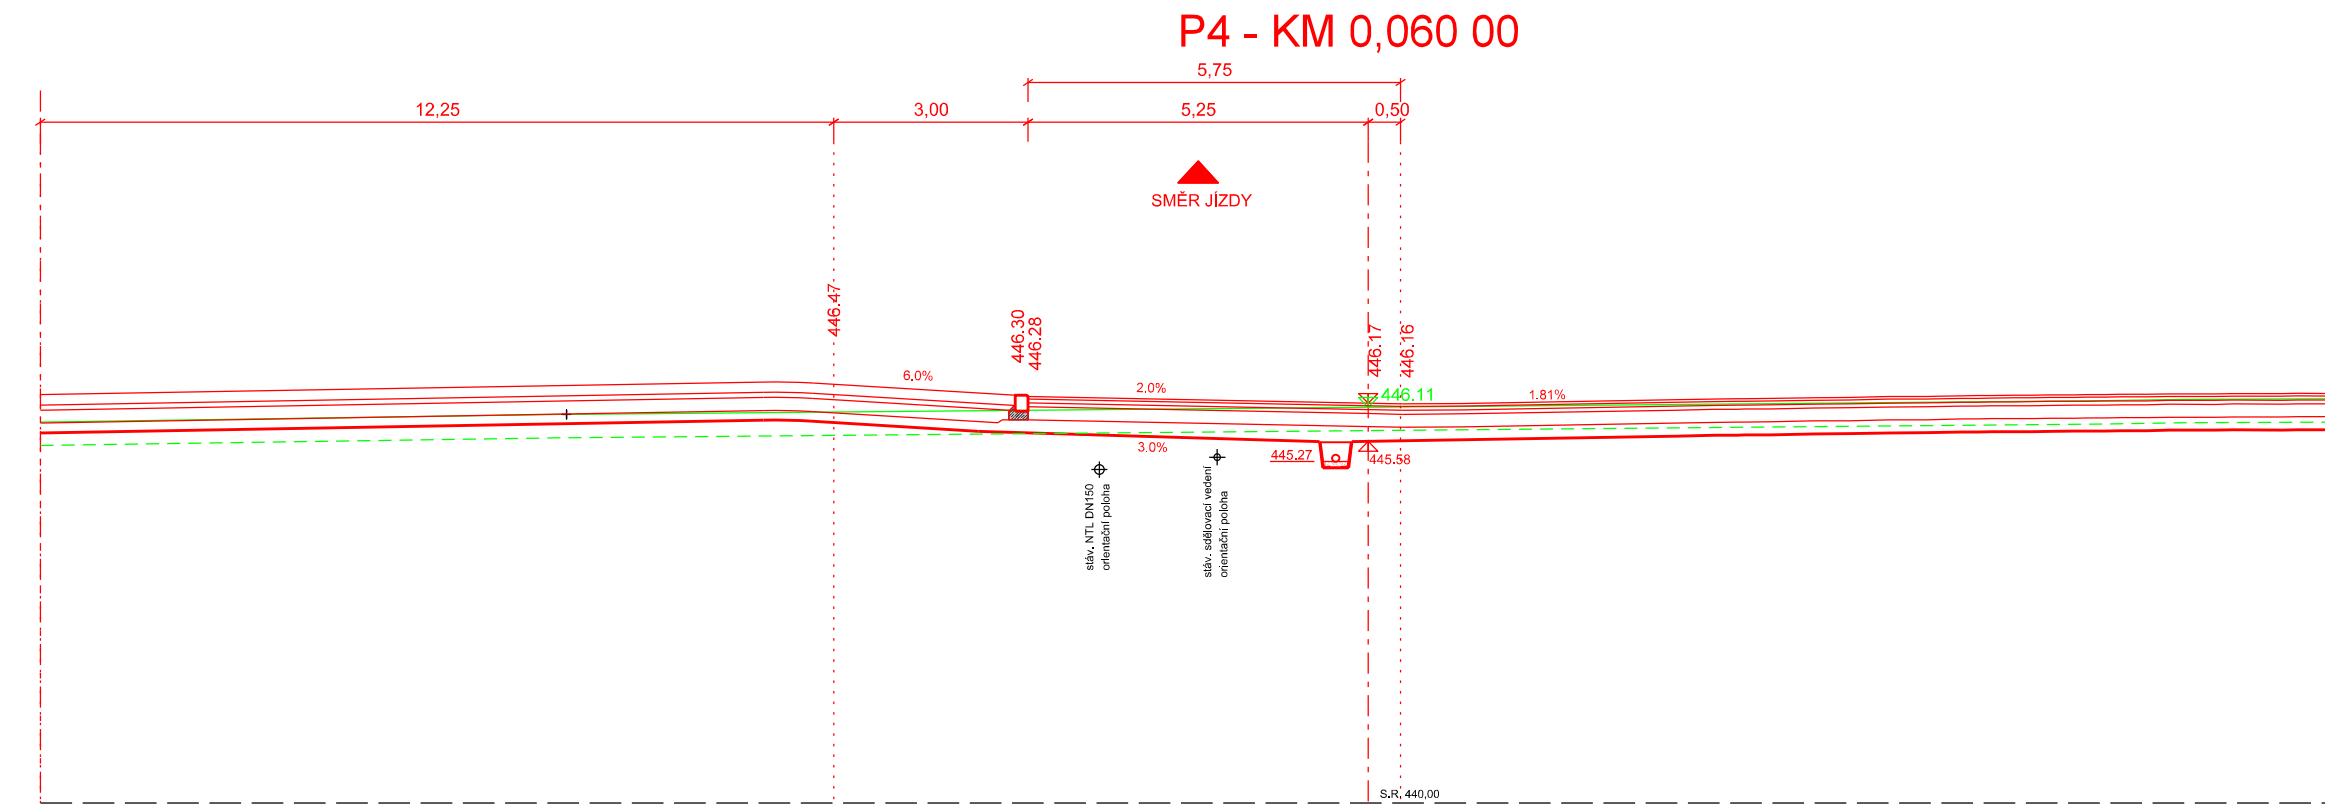 P4 - KM 0,060 00
5,75
12,25
3,00
5,25
0,50
SMĚR JÍZDY
446.47
446.30
446.28
446.17
446.16
6.0%
2.0%
446.11
1.81%
3.0%
445.27
445.58
stáv. NTL DN150
orientační poloha
stáv. sdělovací vedení
orientační poloha
S.R. 440,00